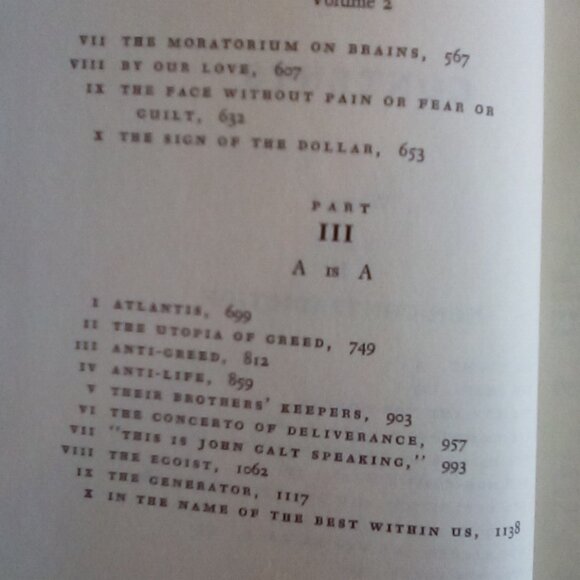 Volume 2
VII THE MORATORIUM ON BRAINS, 567
VIII BY OUR LOVE, 607
IX THE FACE WITHOUT PAIN OR FEAR OR
GUILT, 632
X THE SIGN OF THE DOLLAR, 653
PART
III
A IS A
I ATLANTIS, 699
II THE UTOPIA OF GREED, 749
III ANTI-GREED, 812
IV ANTI-LIFE, 859
V THEIR BROTHERS' KEEPERS, 903
VI THE CONCERTO OF DELIVERANCE, 957
VII "THIS IS JOHN GALT SPEAKING," 993
VIII THE EGOIST, 1062
IX THE GENERATOR, 1117
X IN THE NAME OF THE BEST WITHIN US, 1138